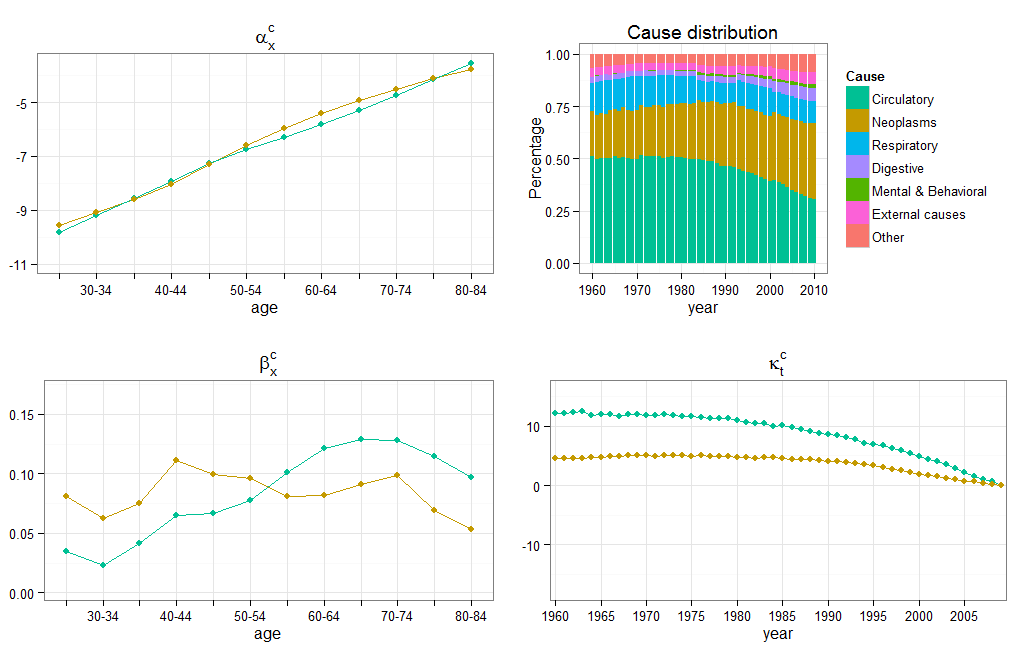 α_x^c
-5
-7
-9
-11
30-34 40-44 50-54 60-64 70-74 80-84
age
Cause distribution
Percentage
1.00
0.75
0.50
0.25
0.00
1960 1970 1980 1990 2000 2010
year
Cause
Circulatory
Neoplasms
Respiratory
Digestive
Mental & Behavioral
External causes
Other
β_x^c
0.15
0.10
0.05
0.00
30-34 40-44 50-54 60-64 70-74 80-84
age
κ_t^c
10
0
-10
1960 1965 1970 1975 1980 1985 1990 1995 2000 2005
year